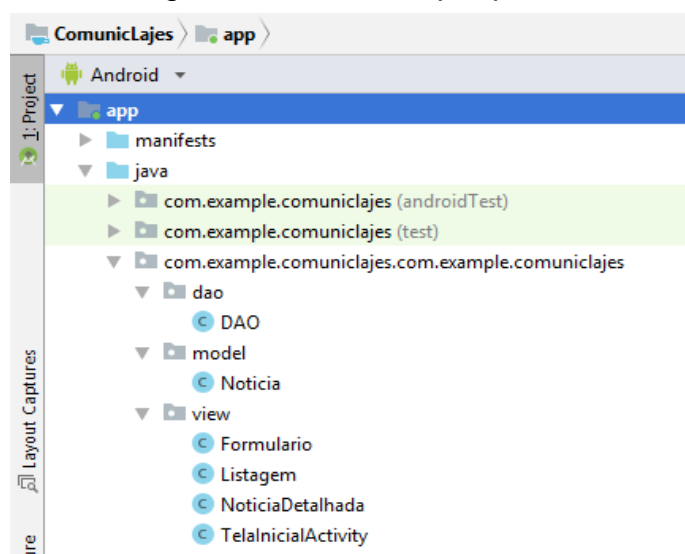 ComunicLajes app
1: Project
Android
app
manifests
java
com.example.comuniclajes (androidTest)
com.example.comuniclajes (test)
com.example.comuniclajes.com.example.comuniclajes
dao
C DAO
model
C Noticia
view
C Formulario
C Listagem
C NoticiaDetalhada
C TelaInicialActivity
Layout Captures